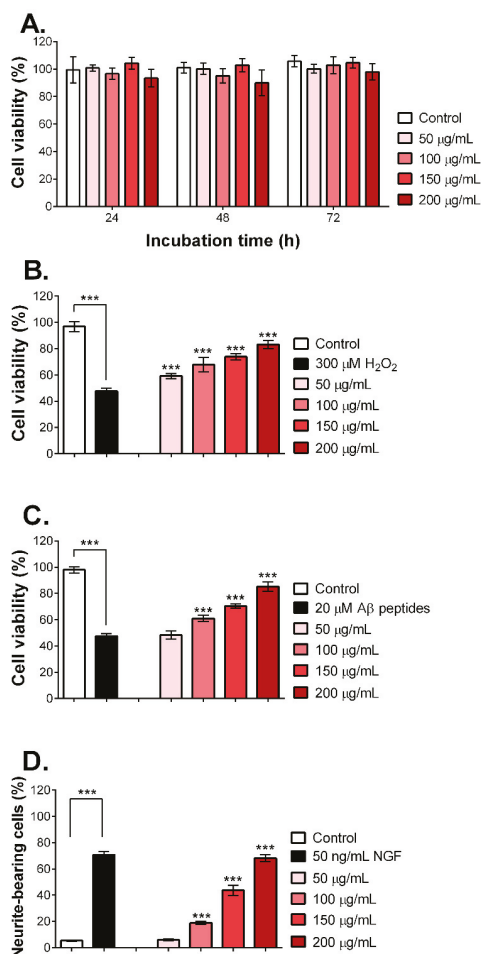 A.
Cell viability (%)
120
100
80
60
40
20
0
24 48 72
Incubation time (h)
Control
50 μg/mL
100 μg/mL
150 μg/mL
200 μg/mL
B.
Cell viability (%)
120
100
80
60
40
20
0
***
*** *** *** ***
Control
300 μM H₂O₂
50 μg/mL
100 μg/mL
150 μg/mL
200 μg/mL
C.
Cell viability (%)
120
100
80
60
40
20
0
***
*** *** ***
Control
20 μM Aβ peptides
50 μg/mL
100 μg/mL
150 μg/mL
200 μg/mL
D.
Neurite-bearing cells (%)
120
100
80
60
40
20
0
***
*** *** ***
Control
50 ng/mL NGF
50 μg/mL
100 μg/mL
150 μg/mL
200 μg/mL